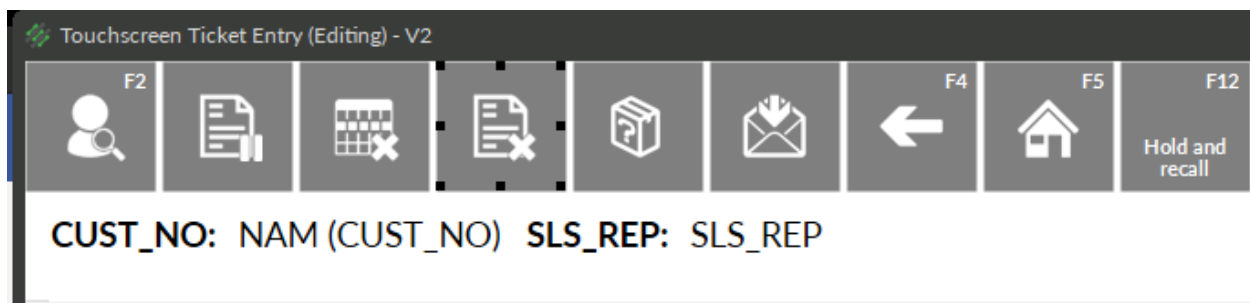 Touchscreen Ticket Entry (Editing) - V2
F2
F4
F5
F12
Hold and
recall
CUST_NO: NAM (CUST_NO) SLS_REP: SLS_REP